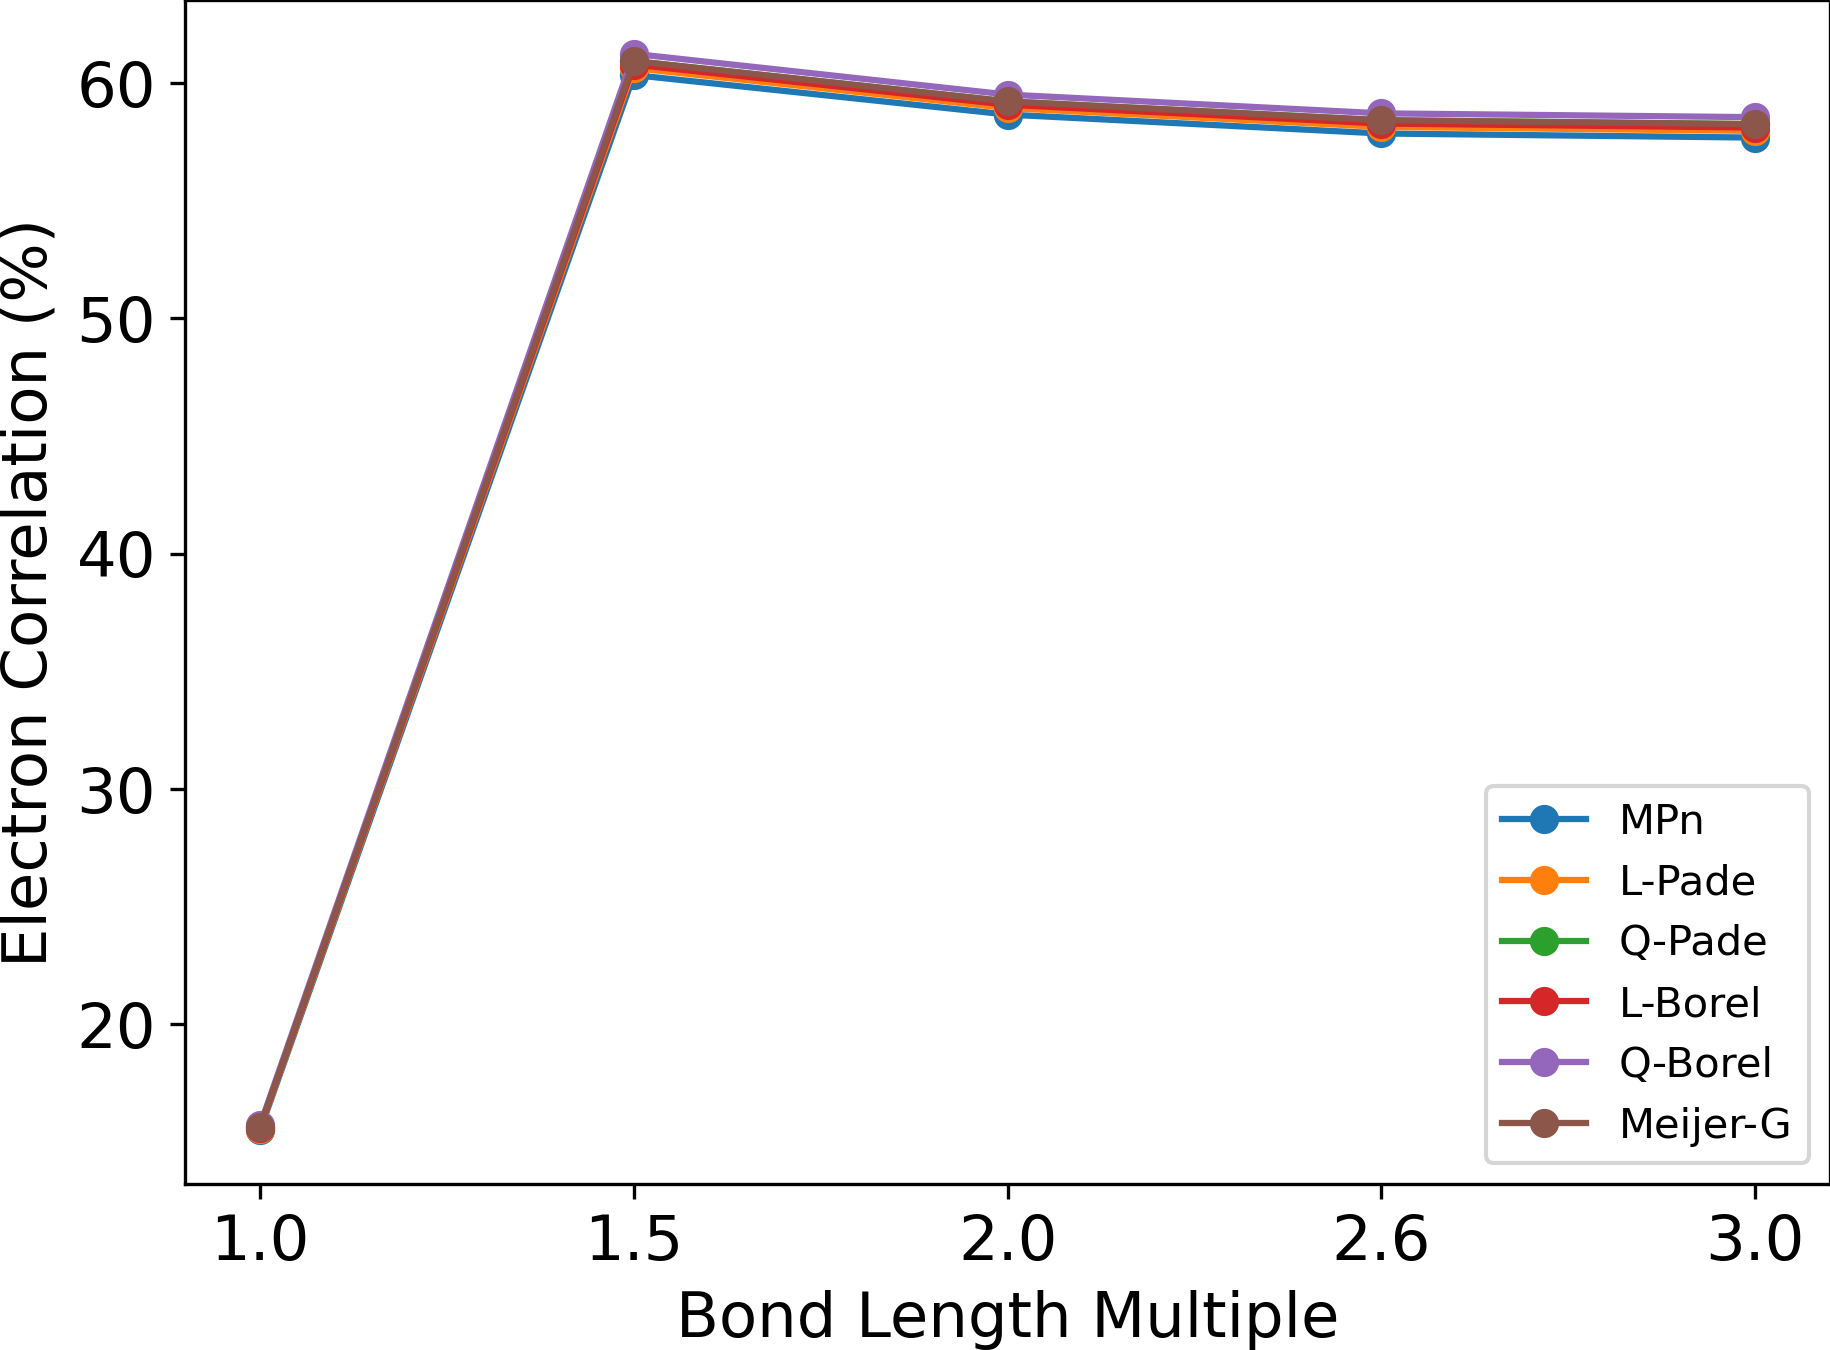 Electron Correlation (%)
60
50
40
30
20
MPn
L-Pade
Q-Pade
L-Borel
Q-Borel
Meijer-G
1.0 1.5 2.0 2.6 3.0
Bond Length Multiple